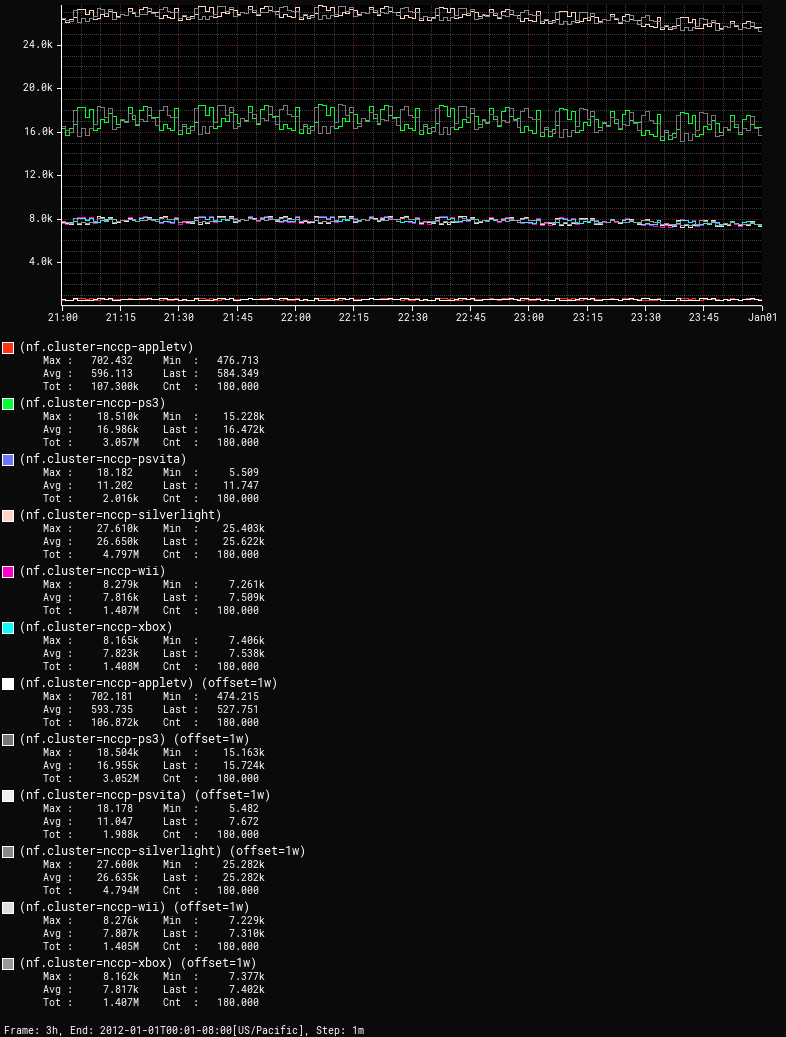 24.0k
20.0k
16.0k
12.0k
8.0k
4.0k
21:00 21:15 21:30 21:45 22:00 22:15 22:30 22:45 23:00 23:15 23:30 23:45 Jan01
(nf.cluster=nccp-appletv)
Max : 702.432 Min : 476.713
Avg : 596.113 Last : 584.349
Tot : 107.300k Cnt : 180.000
(nf.cluster=nccp-ps3)
Max : 18.510k Min : 15.228k
Avg : 16.986k Last : 16.472k
Tot : 3.057M Cnt : 180.000
(nf.cluster=nccp-psvita)
Max : 18.182 Min : 5.509
Avg : 11.202 Last : 11.747
Tot : 2.016k Cnt : 180.000
(nf.cluster=nccp-silverlight)
Max : 27.610k Min : 25.403k
Avg : 26.650k Last : 25.622k
Tot : 4.797M Cnt : 180.000
(nf.cluster=nccp-wii)
Max : 8.279k Min : 7.261k
Avg : 7.816k Last : 7.509k
Tot : 1.407M Cnt : 180.000
(nf.cluster=nccp-xbox)
Max : 8.165k Min : 7.406k
Avg : 7.823k Last : 7.538k
Tot : 1.408M Cnt : 180.000
(nf.cluster=nccp-appletv) (offset=1w)
Max : 702.181 Min : 474.215
Avg : 593.735 Last : 527.751
Tot : 106.872k Cnt : 180.000
(nf.cluster=nccp-ps3) (offset=1w)
Max : 18.504k Min : 15.163k
Avg : 16.955k Last : 15.724k
Tot : 3.052M Cnt : 180.000
(nf.cluster=nccp-psvita) (offset=1w)
Max : 18.178 Min : 5.482
Avg : 11.047 Last : 7.672
Tot : 1.988k Cnt : 180.000
(nf.cluster=nccp-silverlight) (offset=1w)
Max : 27.600k Min : 25.282k
Avg : 26.635k Last : 25.282k
Tot : 4.794M Cnt : 180.000
(nf.cluster=nccp-wii) (offset=1w)
Max : 8.276k Min : 7.229k
Avg : 7.807k Last : 7.310k
Tot : 1.405M Cnt : 180.000
(nf.cluster=nccp-xbox) (offset=1w)
Max : 8.162k Min : 7.377k
Avg : 7.817k Last : 7.402k
Tot : 1.407M Cnt : 180.000
Frame: 3h, End: 2012-01-01T00:01-08:00[US/Pacific], Step: 1m